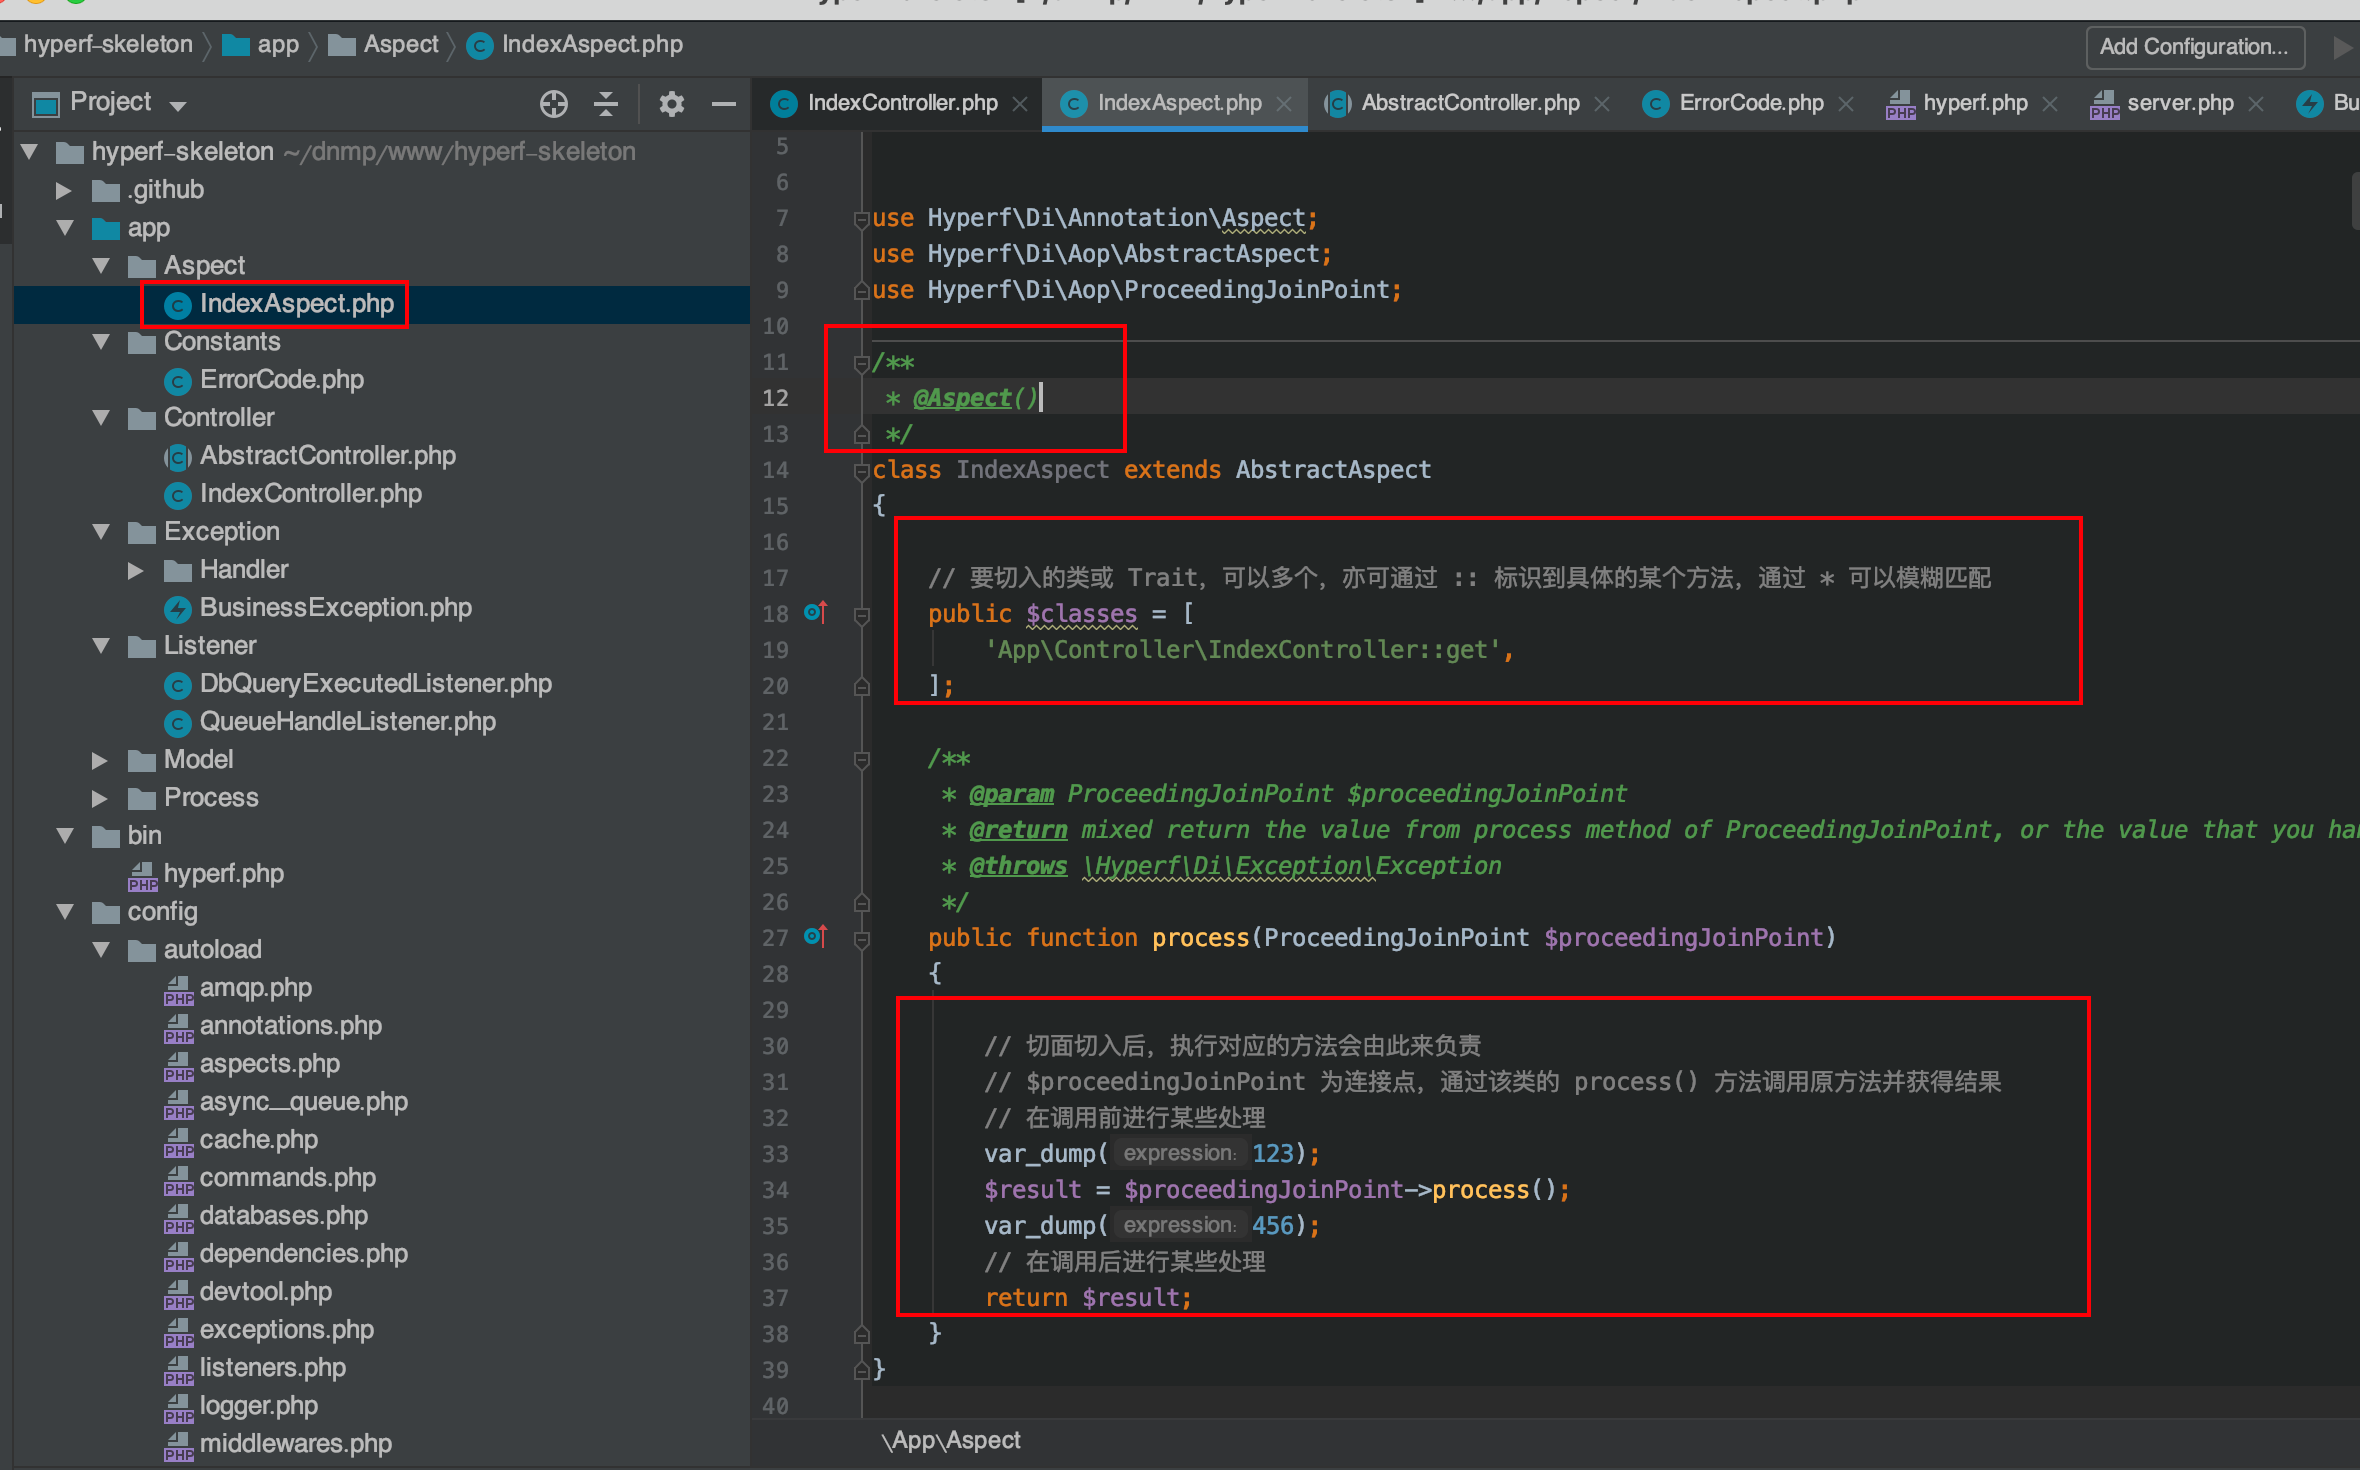 hyperf-skeleton app Aspect IndexAspect.php Add Configuration...
Project
IndexController.php IndexAspect.php AbstractController.php ErrorCode.php hyperf.php server.php Bu
hyperf-skeleton ~/dnmp/www/hyperf-skeleton
.github
app
Aspect
IndexAspect.php
Constants
ErrorCode.php
Controller
AbstractController.php
IndexController.php
Exception
Handler
BusinessException.php
Listener
DbQueryExecutedListener.php
QueueHandleListener.php
Model
Process
bin
hyperf.php
config
autoload
amqp.php
annotations.php
aspects.php
async_queue.php
cache.php
commands.php
databases.php
dependencies.php
devtool.php
exceptions.php
listeners.php
logger.php
middlewares.php
5
6
7 use Hyperf\Di\Annotation\Aspect;
8 use Hyperf\Di\Aop\AbstractAspect;
9 use Hyperf\Di\Aop\ProceedingJoinPoint;
10
11 /**
12 * @Aspect()
13 */
14 class IndexAspect extends AbstractAspect
15 {
16
17 // 要切入的类或 Trait，可以多个，亦可通过 :: 标识到具体的某个方法，通过 * 可以模糊匹配
18 public $classes = [
19 'App\Controller\IndexController::get',
20 ];
21
22 /**
23 * @param ProceedingJoinPoint $proceedingJoinPoint
24 * @return mixed return the value from process method of ProceedingJoinPoint, or the value that you han
25 * @throws \Hyperf\Di\Exception\Exception
26 */
27 public function process(ProceedingJoinPoint $proceedingJoinPoint)
28 {
29
30 // 切面切入后，执行对应的方法会由此来负责
31 // $proceedingJoinPoint 为连接点，通过该类的 process() 方法调用原方法并获得结果
32 // 在调用前进行某些处理
33 var_dump( expression: 123);
34 $result = $proceedingJoinPoint->process();
35 var_dump( expression: 456);
36 // 在调用后进行某些处理
37 return $result;
38 }
39 }
40
\App\Aspect